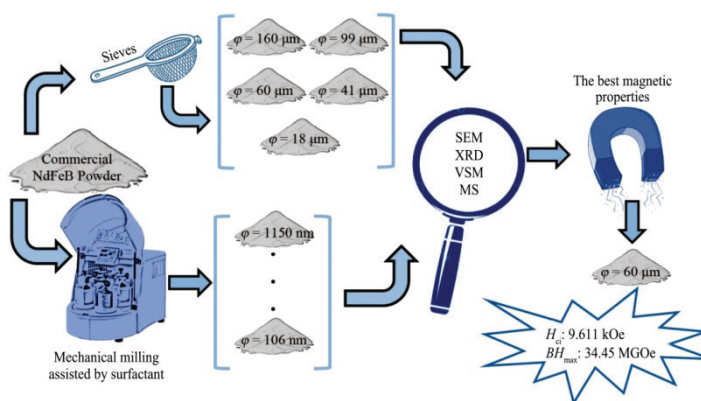 Sieves
φ = 160 μm
φ = 99 μm
φ = 60 μm
φ = 41 μm
φ = 18 μm
Commercial
NdFeB Powder
Mechanical milling
assisted by surfactant
φ = 1150 nm
φ = 106 nm
SEM
XRD
VSM
MS
The best magnetic
properties
φ = 60 μm
Hci: 9.611 kOe
BHmax: 34.45 MGOe